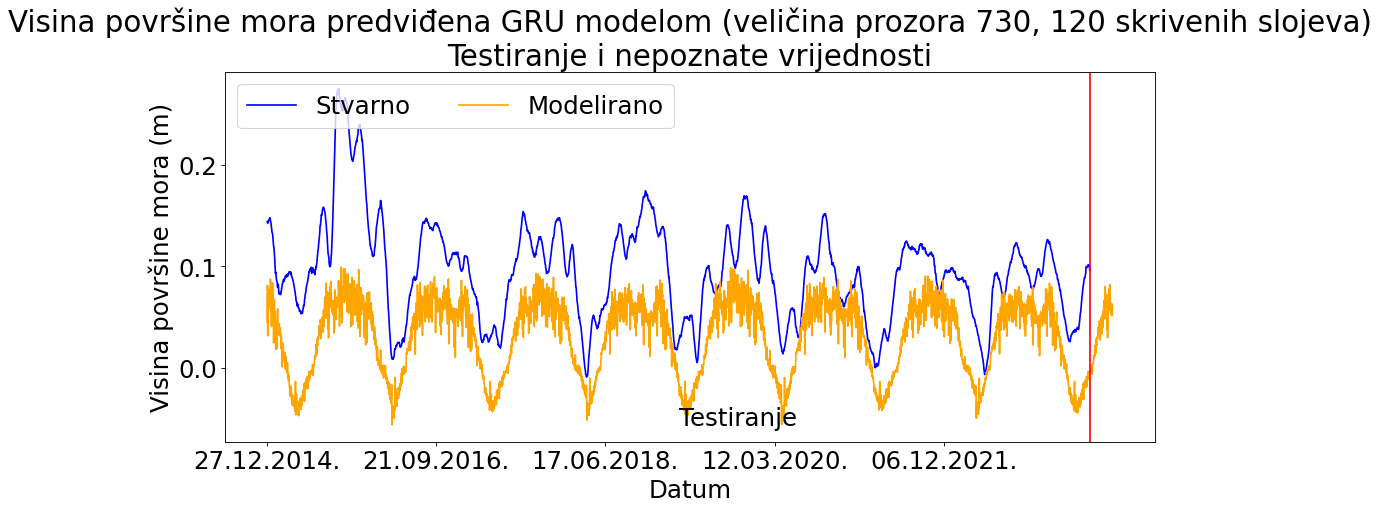 Visina površine mora predviđena GRU modelom (veličina prozora 730, 120 skrivenih slojeva)
Testiranje i nepoznate vrijednosti
Stvarno
Modelirano
Visina površine mora (m)
0.2
0.1
0.0
Testiranje
27.12.2014.
21.09.2016.
17.06.2018.
12.03.2020.
06.12.2021.
Datum